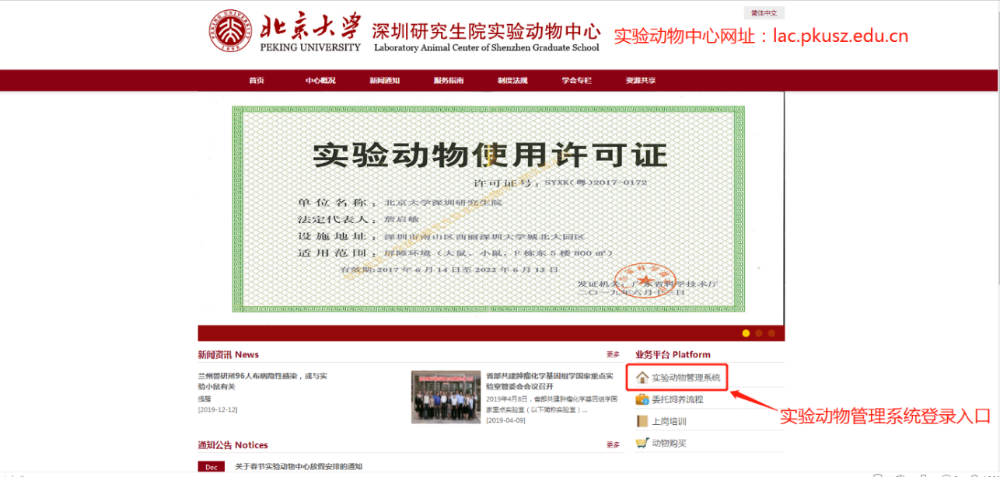 简体中文
北京大学
PEKING UNIVERSITY
深圳研究生院实验动物中心
Laboratory Animal Center of Shenzhen Graduate School
实验动物中心网址：lac.pkusz.edu.cn
首页 中心概况 新闻通知 服务指南 制度法规 学会专栏 资源共享
实验动物使用许可证
许可证号：SYXK(粤)2017-0172
单位名称：北京大学深圳研究生院
法定代表人：詹启敏
设施地址：深圳市南山区西丽深圳大学城北大园区
适用范围：屏障环境（大鼠、小鼠，F栋东5楼800㎡）
有效期:2017年6月14日至2022年6月13日
发证机关：广东省科学技术厅
二〇一九年六月十三日
新闻资讯 News
更多
兰州兽研所96人布病隐性感染，或与实
验小鼠有关
提醒
[2019-12-12]
省部共建肿瘤化学基因组学国家重点实
验室管委会会议召开
2019年4月8日，省部共建肿瘤化学基因组学国
家重点实验室（以下简称实验室）...
[2019-04-09]
通知公告 Notices
更多
Dec
关于春节实验动物中心放假安排的通知
业务平台 Platform
实验动物管理系统
委托饲养流程
上岗培训
动物购买
实验动物管理系统登录入口